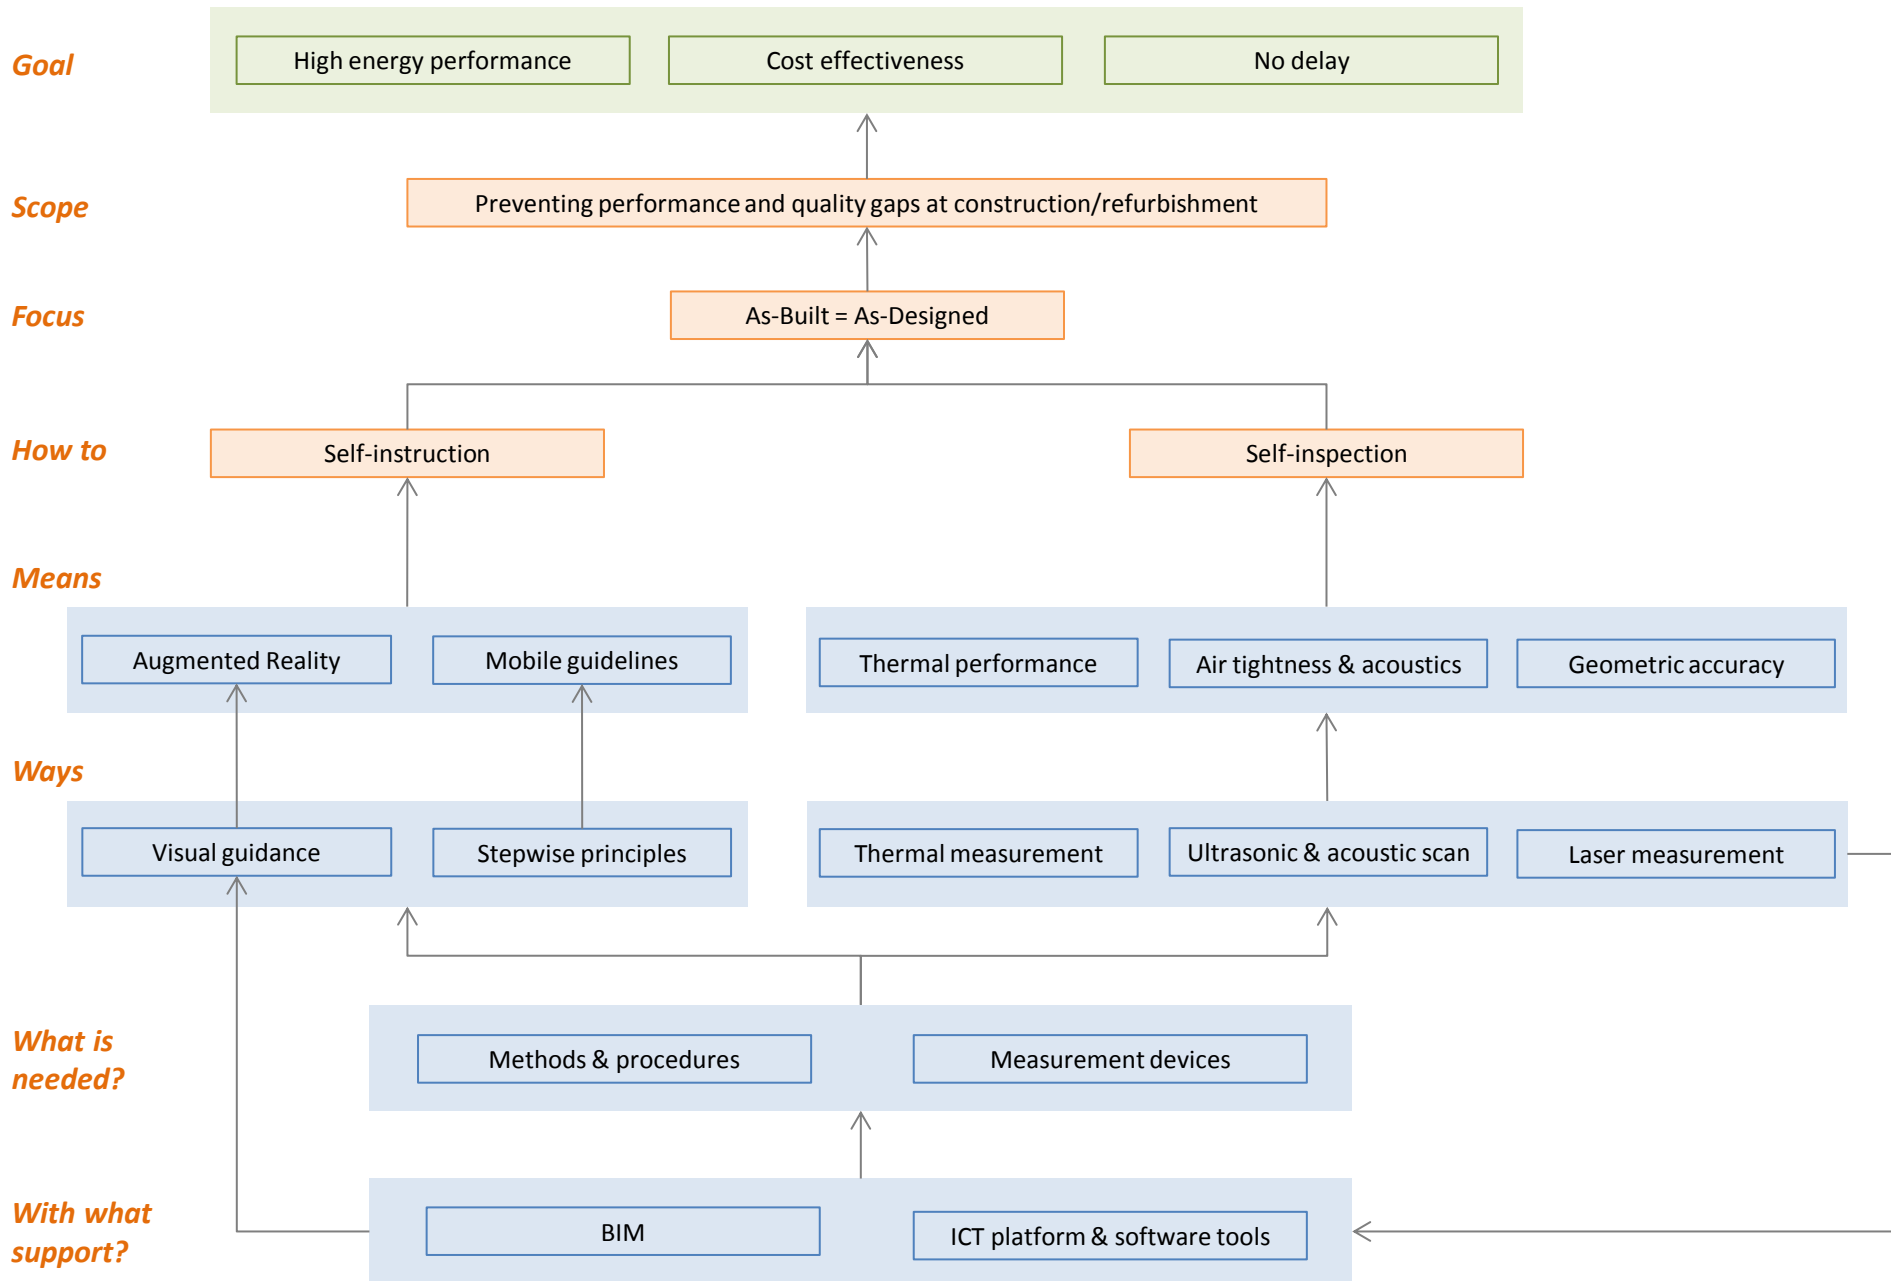 Goal
High energy performance
Cost effectiveness
No delay
Scope
Preventing performance and quality gaps at construction/refurbishment
Focus
As-Built = As-Designed
How to
Self-instruction
Self-inspection
Means
Augmented Reality
Mobile guidelines
Thermal performance
Air tightness & acoustics
Geometric accuracy
Ways
Visual guidance
Stepwise principles
Thermal measurement
Ultrasonic & acoustic scan
Laser measurement
What is
needed?
Methods & procedures
Measurement devices
With what
support?
BIM
ICT platform & software tools